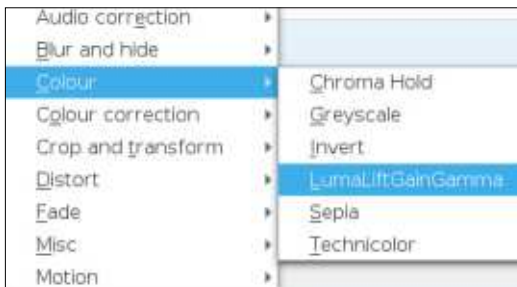 Audio correction
Blur and hide
Colour
Colour correction
Crop and transform
Distort
Fade
Misc
Motion
Chroma Hold
Greyscale
Invert
LumaLiftGainGamma
Sepia
Technicolor